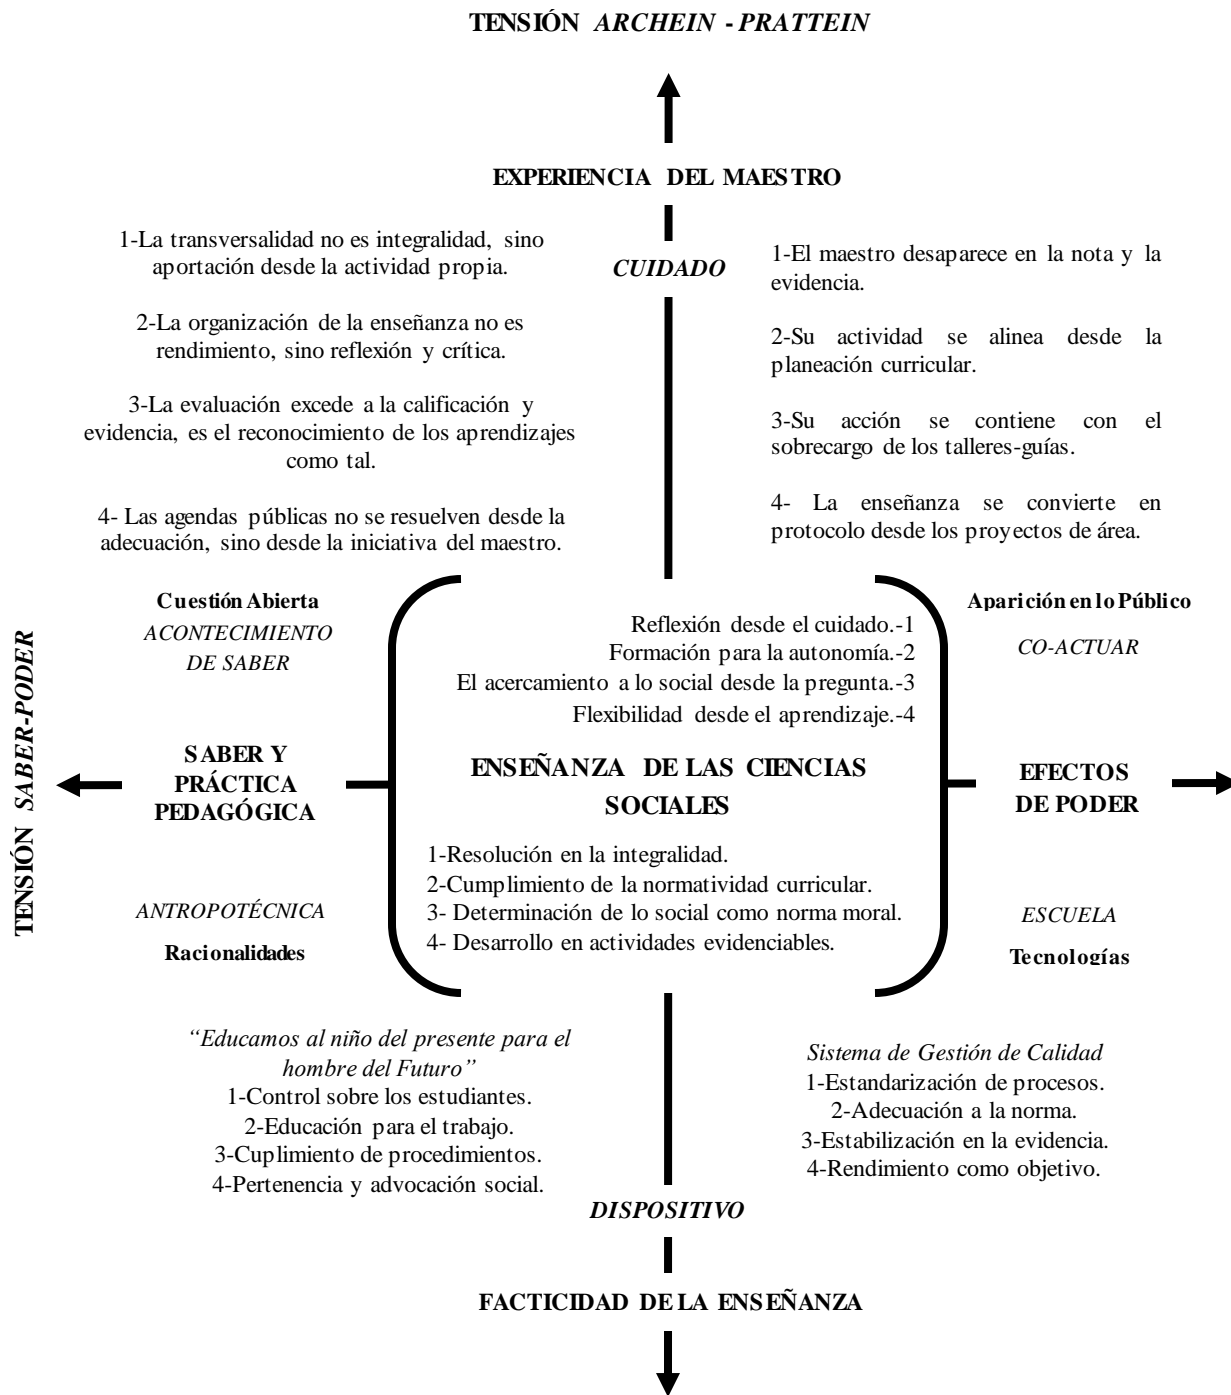 TENSIÓN ARCHEIN - PRATTEIN
EXPERIENCIA DEL MAESTRO
CUIDADO
1-La transversalidad no es integralidad, sino
aportación desde la actividad propia.
2-La organización de la enseñanza no es
rendimiento, sino reflexión y crítica.
3-La evaluación excede a la calificación y
evidencia, es el reconocimiento de los aprendizajes
como tal.
4- Las agendas públicas no se resuelven desde la
adecuación, sino desde la iniciativa del maestro.
1-El maestro desaparece en la nota y la
evidencia.
2-Su actividad se alinea desde la
planeación curricular.
3-Su acción se contiene con el
sobrecargo de los talleres-guías.
4- La enseñanza se convierte en
protocolo desde los proyectos de área.
TENSIÓN SABER-PODER
Cuestión Abierta
ACONTECIMIENTO
DE SABER
SABER Y
PRÁCTICA
PEDAGÓGICA
ANTROPOTÉCNICA
Racionalidades
Reflexión desde el cuidado.-1
Formación para la autonomía.-2
El acercamiento a lo social desde la pregunta.-3
Flexibilidad desde el aprendizaje.-4
ENSEÑANZA DE LAS CIENCIAS
SOCIALES
1-Resolución en la integralidad.
2-Cumplimiento de la normatividad curricular.
3- Determinación de lo social como norma moral.
4- Desarrollo en actividades evidenciables.
Aparición en lo Público
CO-ACTUAR
EFECTOS
DE PODER
ESCUELA
Tecnologías
“Educamos al niño del presente para el
hombre del Futuro”
1-Control sobre los estudiantes.
2-Educación para el trabajo.
3-Cuplimiento de procedimientos.
4-Pertenencia y advocación social.
Sistema de Gestión de Calidad
1-Estandarización de procesos.
2-Adecuación a la norma.
3-Estabilización en la evidencia.
4-Rendimiento como objetivo.
DISPOSITIVO
FACTICIDAD DE LA ENSEÑANZA